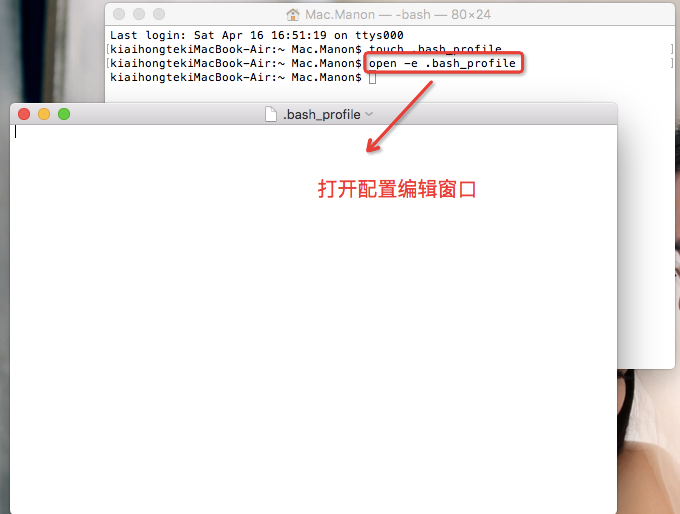 Mac.Manon — -bash — 80×24
Last login: Sat Apr 16 16:51:19 on ttys000
[kiaihongtekiMacBook-Air:~ Mac.Manon$ touch .bash_profile ]
[kiaihongtekiMacBook-Air:~ Mac.Manon$ open -e .bash_profile ]
kiaihongtekiMacBook-Air:~ Mac.Manon$
.bash_profile
打开配置编辑窗口